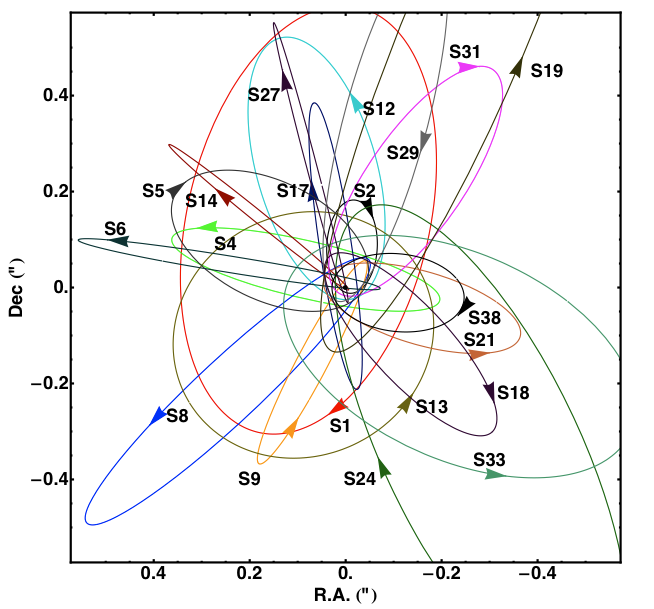 S31
S19
S27
S12
0.4
S29
S5
S14
S17
S2
0.2
S6
S4
Dec (")
0.
S38
S21
−0.2
S18
S8
S1
S13
S33
−0.4
S9
S24
0.4 0.2 0. −0.2 −0.4
R.A. (")